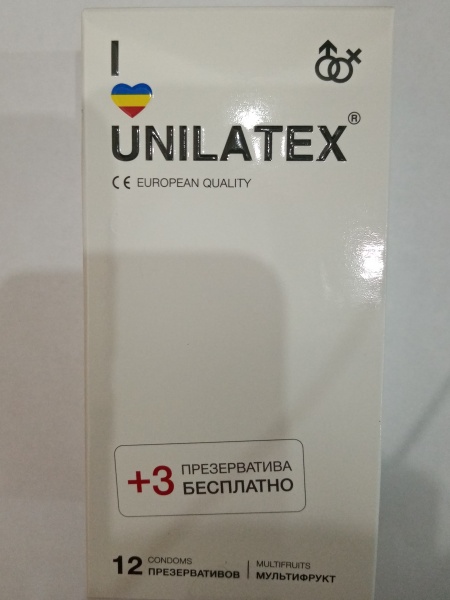 I
UNILATEX®
CE EUROPEAN QUALITY
+3 ПРЕЗЕРВАТИВА
БЕСПЛАТНО
12 CONDOMS
ПРЕЗЕРВАТИВОВ
MULTIFRUITS
МУЛЬТИФРУКТ